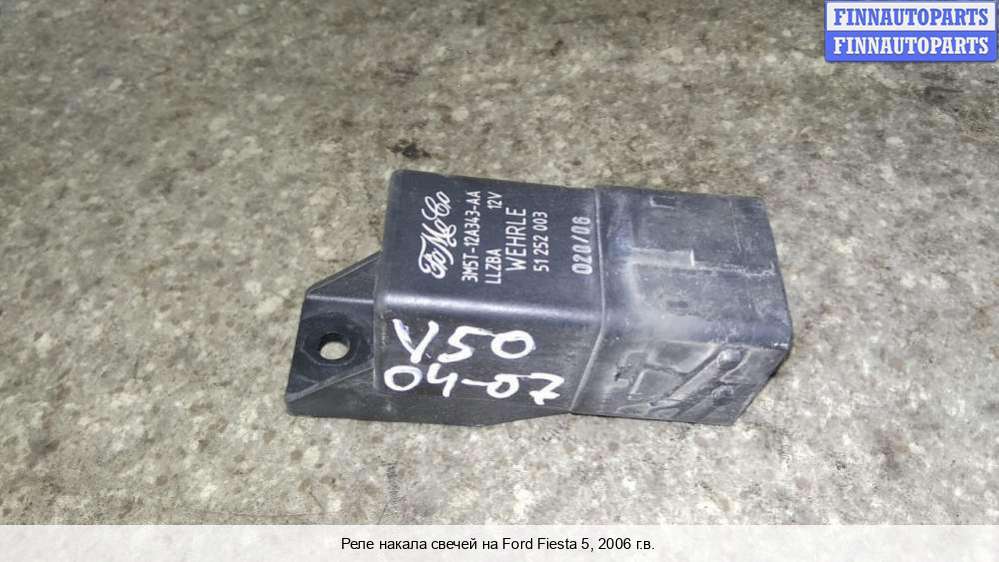 FINNAUTOPARTS
FINNAUTOPARTS
FoMoCo
3M5T-12A343-AA
LLZBA 12V
WEHRLE
51 252 003
020/06
V50
04-07
Реле накала свечей на Ford Fiesta 5, 2006 г.в.